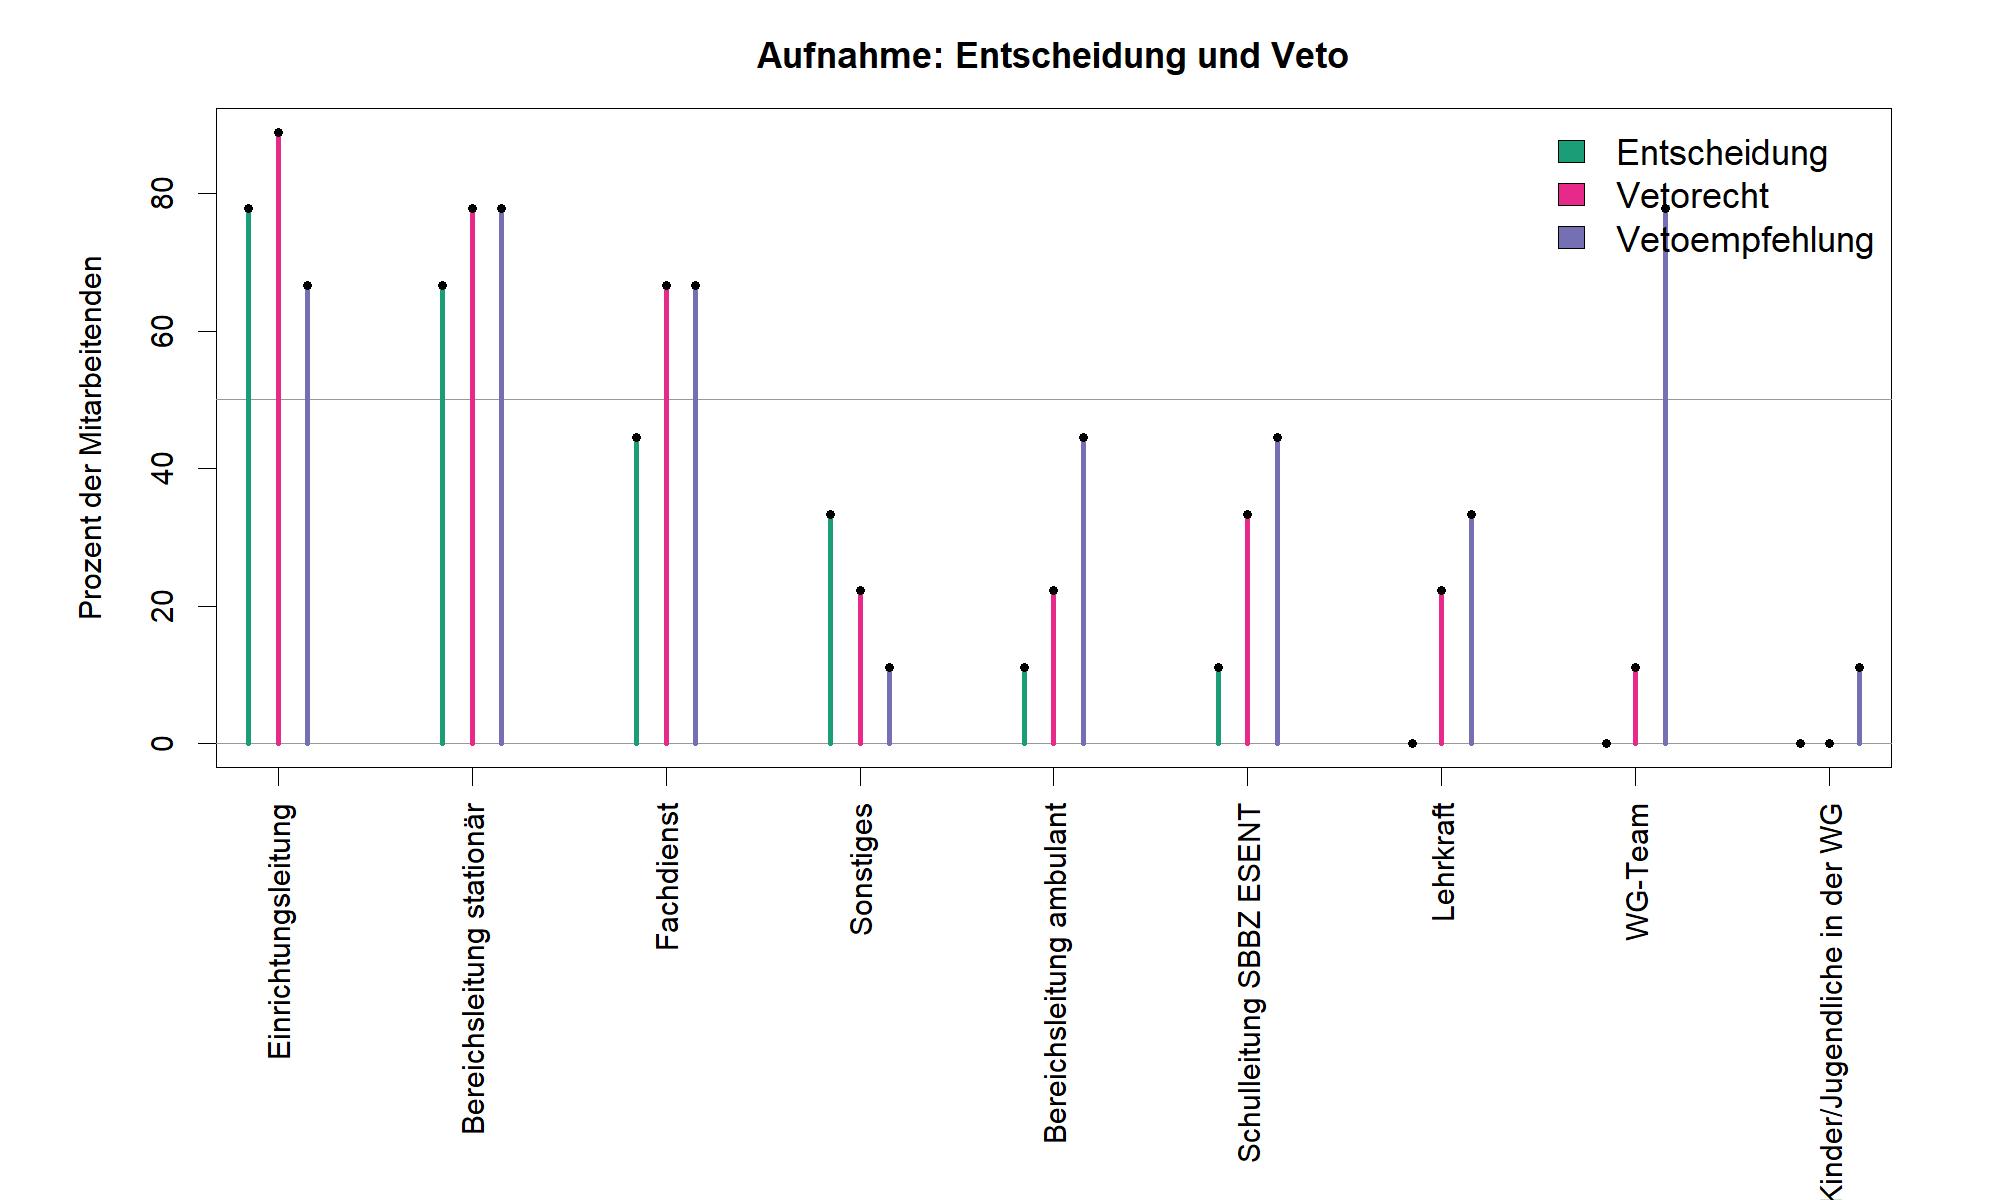 Aufnahme: Entscheidung und Veto
Entscheidung
Vetorecht
Vetoempfehlung
Prozent der Mitarbeitenden
80
60
40
20
0
Einrichtungsleitung
Bereichsleitung stationär
Fachdienst
Sonstiges
Bereichsleitung ambulant
Schulleitung SBBZ ESENT
Lehrkraft
WG-Team
Kinder/Jugendliche in der WG